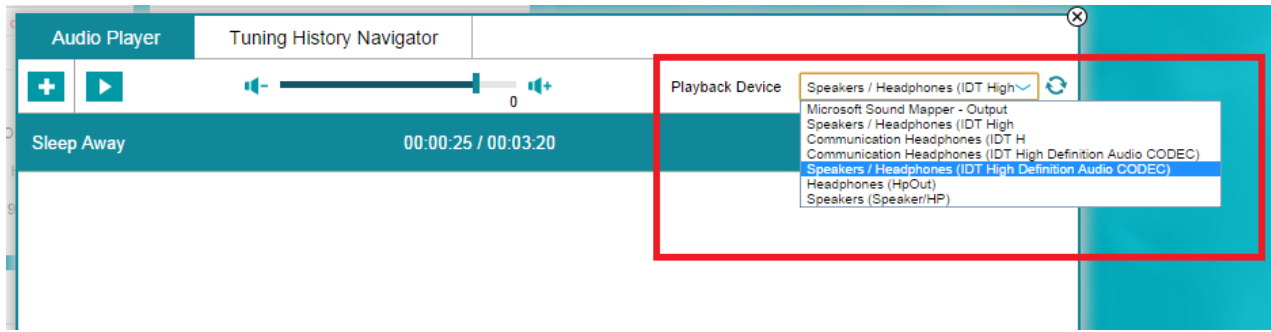 Audio Player
Tuning History Navigator
0
Playback Device
Speakers / Headphones (IDT High
Microsoft Sound Mapper - Output
Speakers / Headphones (IDT High
Communication Headphones (IDT H
Communication Headphones (IDT High Definition Audio CODEC)
Speakers / Headphones (IDT High Definition Audio CODEC)
Headphones (HpOut)
Speakers (Speaker/HP)
Sleep Away
00:00:25 / 00:03:20